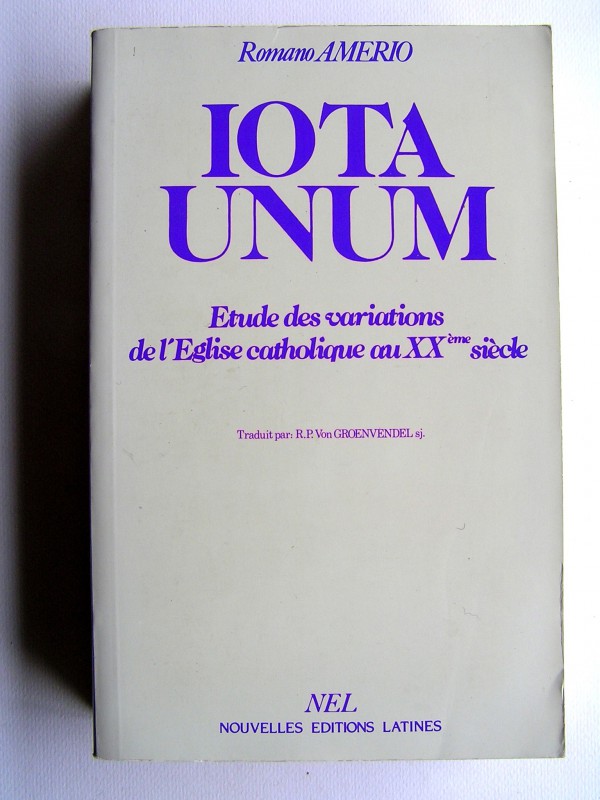 Romano AMERIO
IOTA
UNUM
Etude des variations
de l'Eglise catholique au XXème siècle
Traduit par: R.P. Von GROENVENDEL sj.
NEL
NOUVELLES EDITIONS LATINES